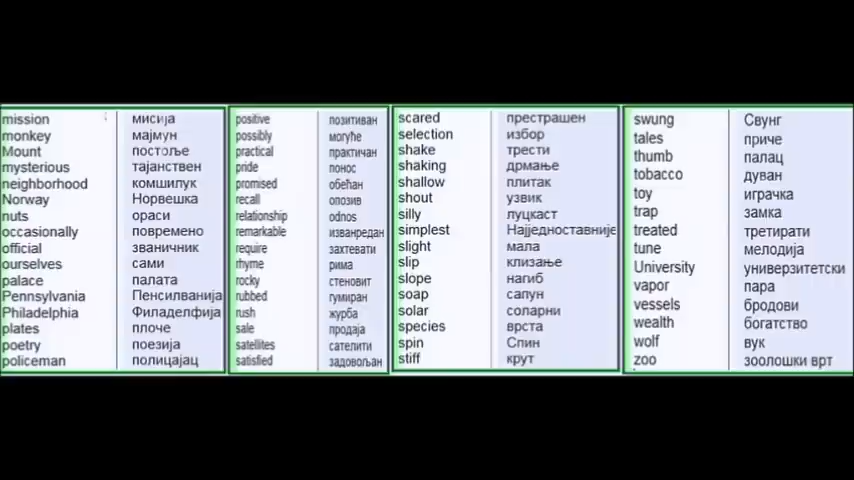 mission мисија
monkey мајмун
Mount постоље
mysterious тајанствен
neighborhood комшилук
Norway Норвешка
nuts ораси
occasionally повремено
official званичник
ourselves сами
palace палата
Pennsylvania Пенсилванија
Philadelphia Филаделфија
plates плоче
poetry поезија
policeman полицајац
positive позитиван
possibly могуће
practical практичан
pride понос
promised обећан
recall опозив
relationship odnos
remarkable изванредан
require захтевати
rhyme рима
rocky стеновит
rubbed гумиран
rush журба
sale продаја
satellites сателити
satisfied задовољан
scared престрашен
selection избор
shake трести
shaking дрмање
shallow плитак
shout узвик
silly луцкаст
simplest Наједноставније
slight мала
slip клизање
slope нагиб
soap сапун
solar соларни
species врста
spin Спин
stiff крут
swung Свунг
tales приче
thumb палац
tobacco дуван
toy играчка
trap замка
treated третирати
tune мелодија
University универзитетски
vapor пара
vessels бродови
wealth богатство
wolf вук
zoo зоолошки врт